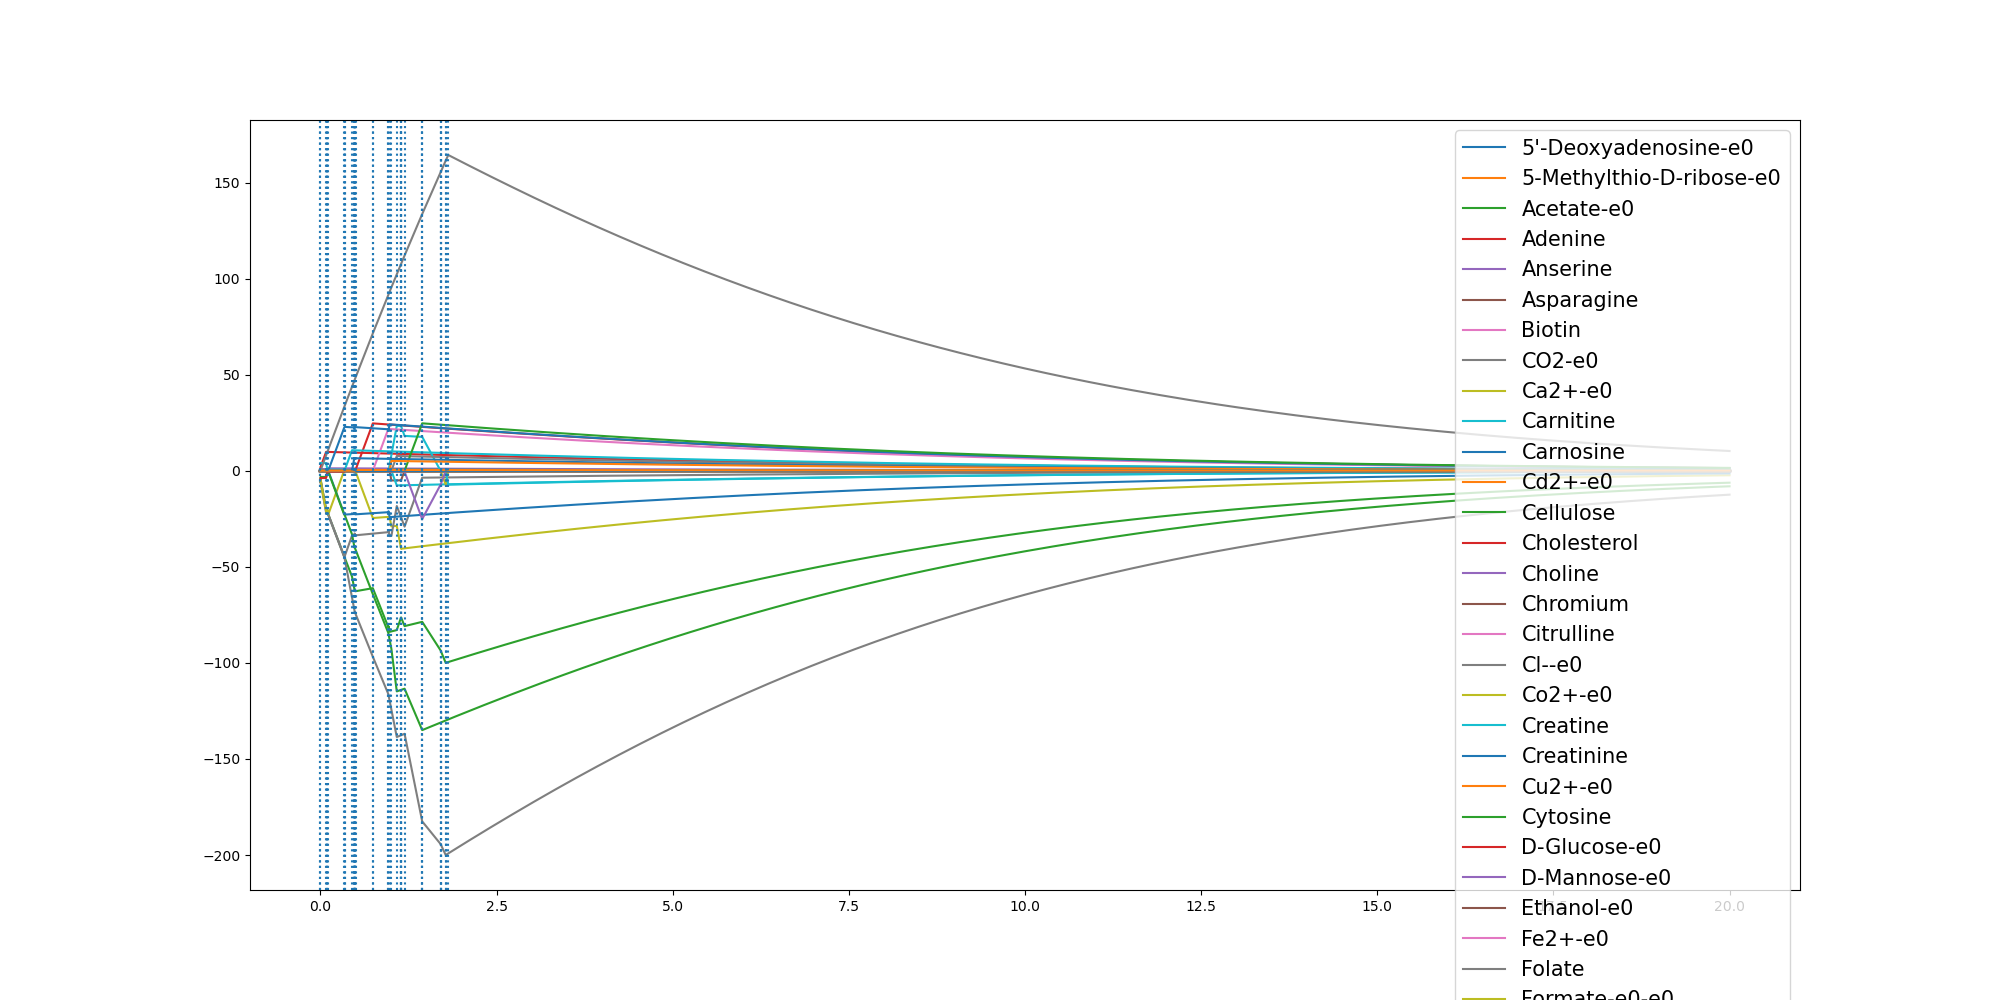 150
100
50
0
−50
−100
−150
−200
0.0
2.5
5.0
7.5
10.0
12.5
15.0
20.0
5'-Deoxyadenosine-e0
5-Methylthio-D-ribose-e0
Acetate-e0
Adenine
Anserine
Asparagine
Biotin
CO2-e0
Ca2+-e0
Carnitine
Carnosine
Cd2+-e0
Cellulose
Cholesterol
Choline
Chromium
Citrulline
Cl--e0
Co2+-e0
Creatine
Creatinine
Cu2+-e0
Cytosine
D-Glucose-e0
D-Mannose-e0
Ethanol-e0
Fe2+-e0
Folate
Formate-e0-e0